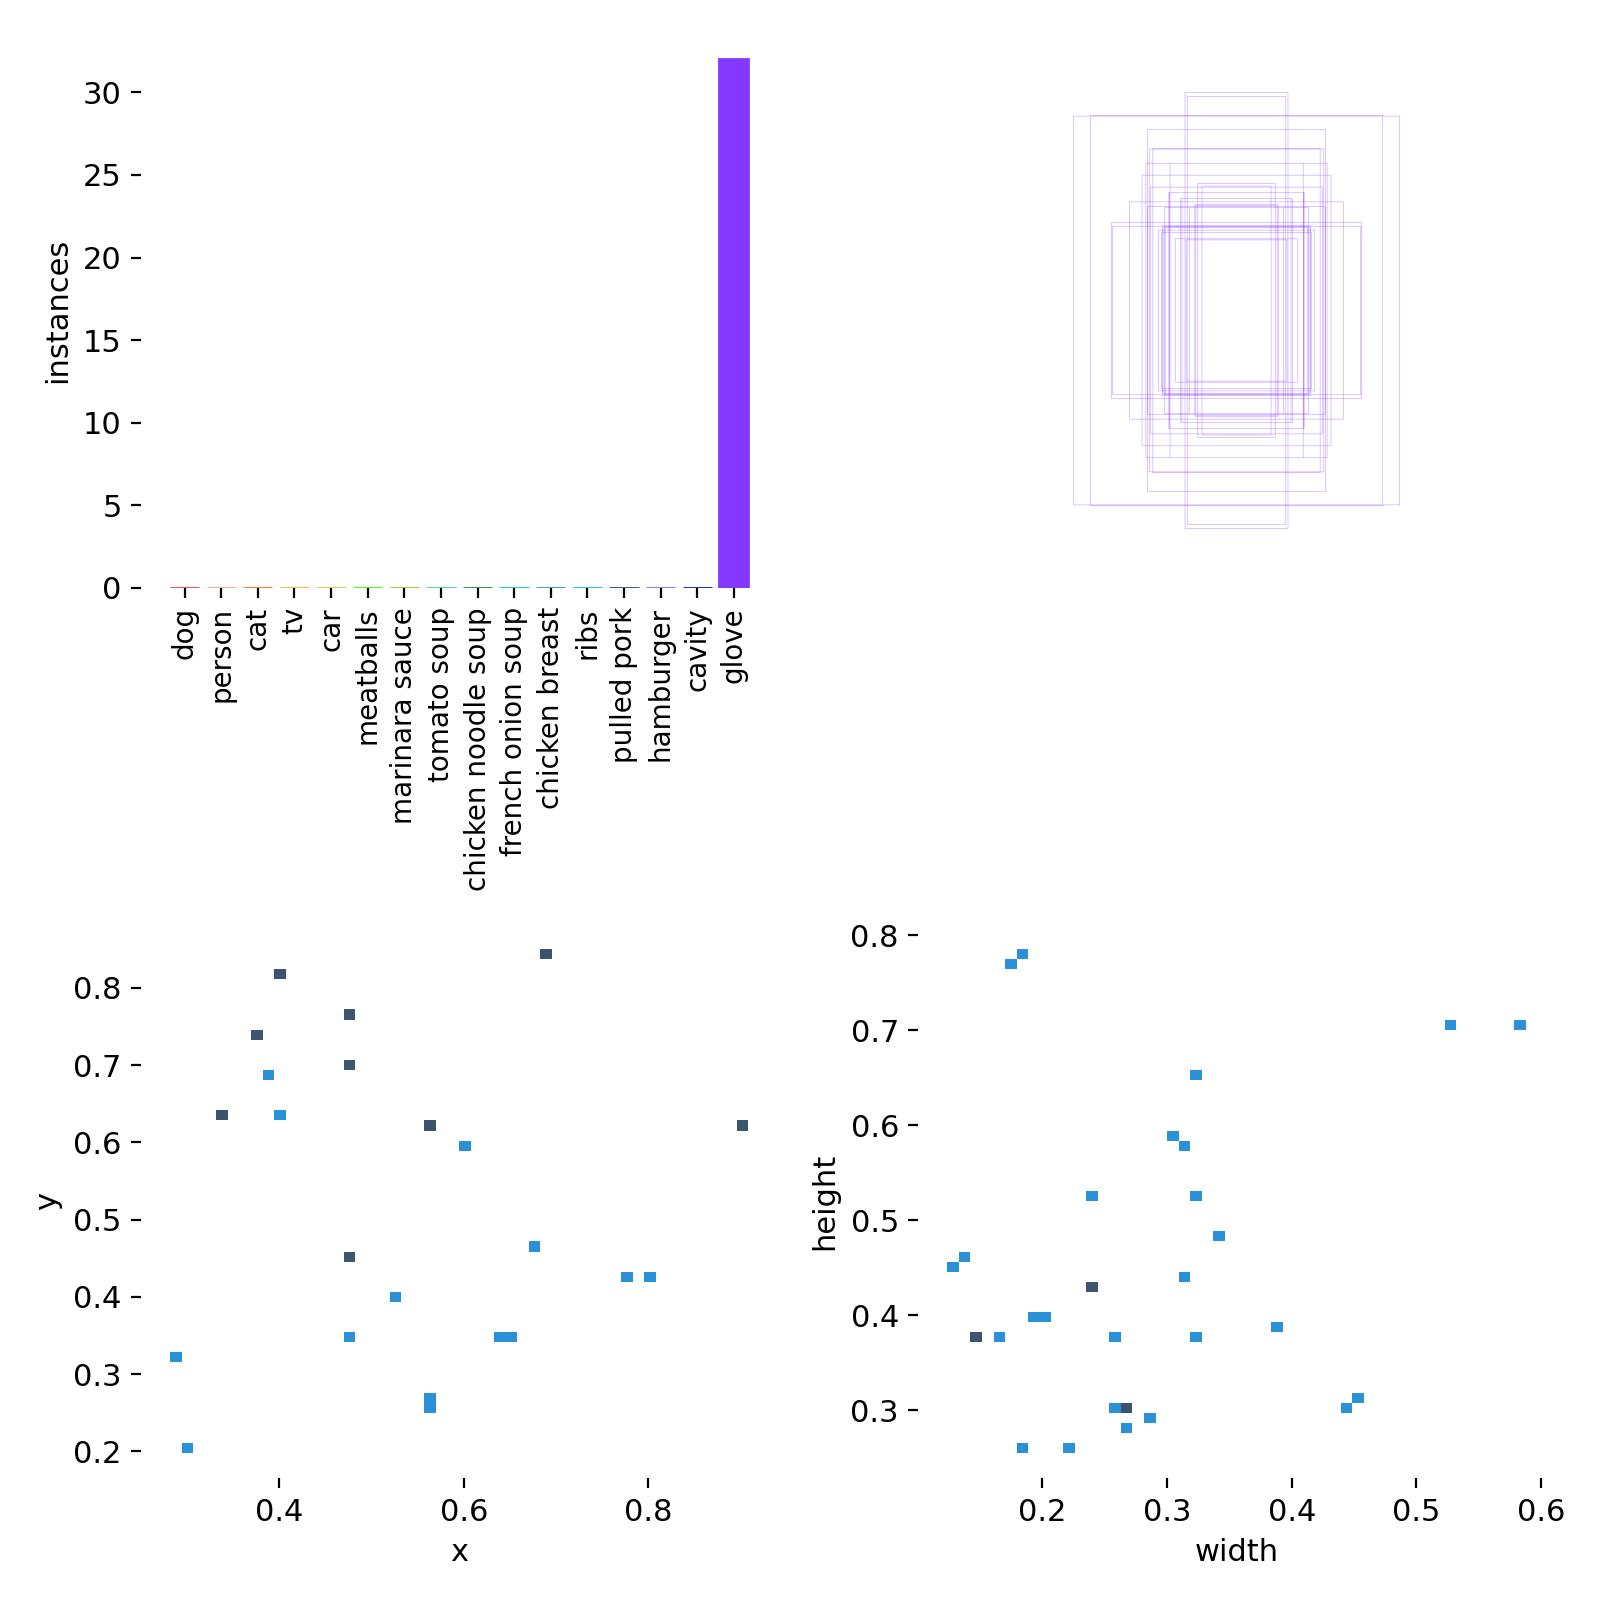 instances
30
25
20
15
10
5
0
dog
person
cat
tv
car
meatballs
marinara sauce
tomato soup
chicken noodle soup
french onion soup
chicken breast
ribs
pulled pork
hamburger
cavity
glove
y
0.8
0.7
0.6
0.5
0.4
0.3
0.2
0.4 0.6 0.8
x
height
0.8
0.7
0.6
0.5
0.4
0.3
0.2 0.3 0.4 0.5 0.6
width